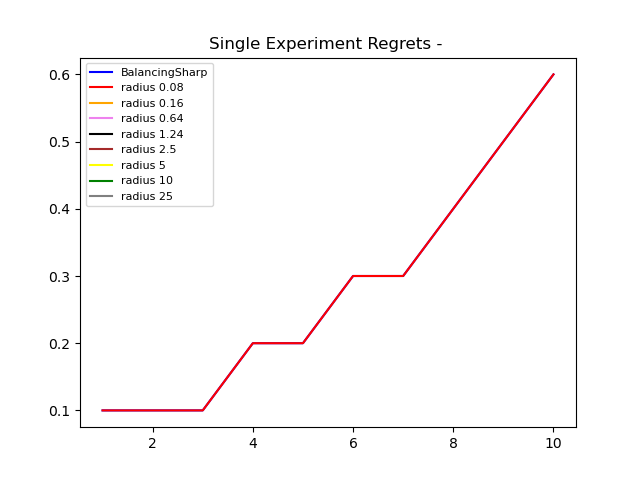 Single Experiment Regrets -
BalancingSharp
radius 0.08
radius 0.16
radius 0.64
radius 1.24
radius 2.5
radius 5
radius 10
radius 25
0.6
0.5
0.4
0.3
0.2
0.1
2 4 6 8 10